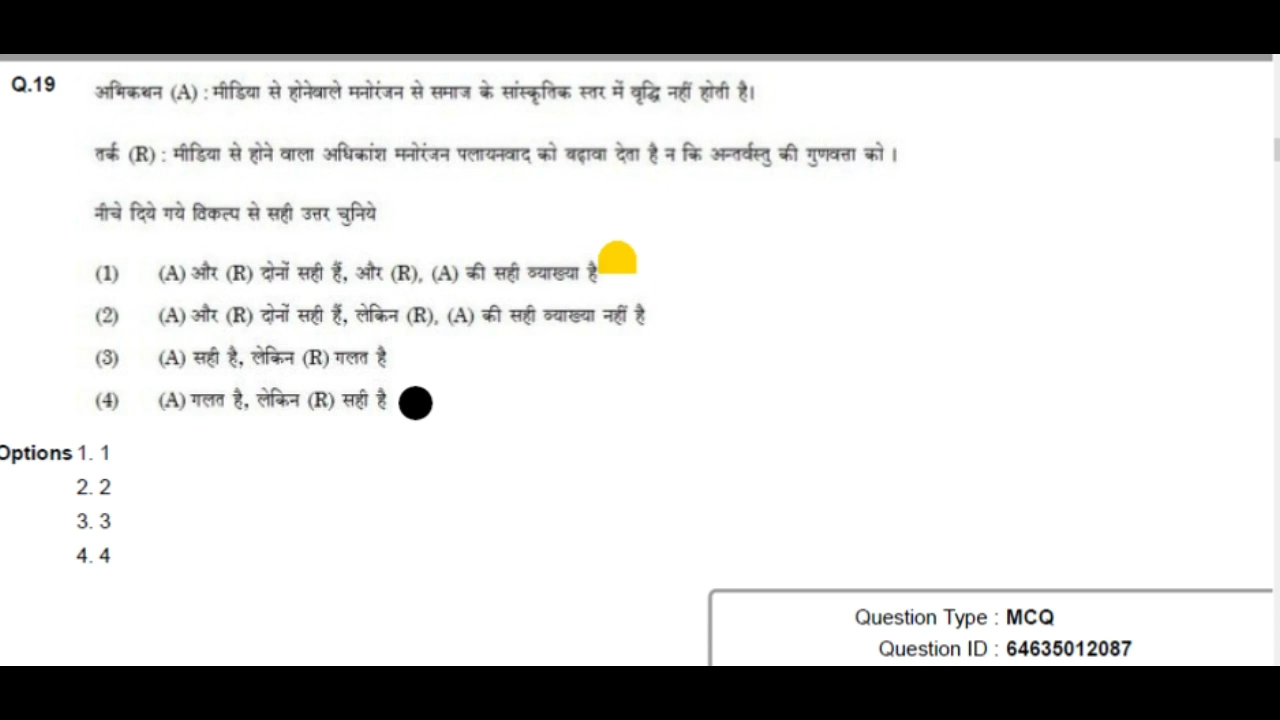 Q.19 अभिकथन (A) : मीडिया से होनेवाले मनोरंजन से समाज के सांस्कृतिक स्तर में वृद्धि नहीं होती है।
तर्क (R) : मीडिया से होने वाला अधिकांश मनोरंजन पलायनवाद को बढ़ावा देता है न कि अन्तर्वस्तु की गुणवत्ता को ।
नीचे दिये गये विकल्प से सही उत्तर चुनिये
(1) (A) और (R) दोनों सही हैं, और (R), (A) की सही व्याख्या है
(2) (A) और (R) दोनों सही हैं, लेकिन (R), (A) की सही व्याख्या नहीं है
(3) (A) सही है, लेकिन (R) गलत है
(4) (A) गलत है, लेकिन (R) सही है
Options 1. 1
2. 2
3. 3
4. 4
Question Type : MCQ
Question ID : 64635012087